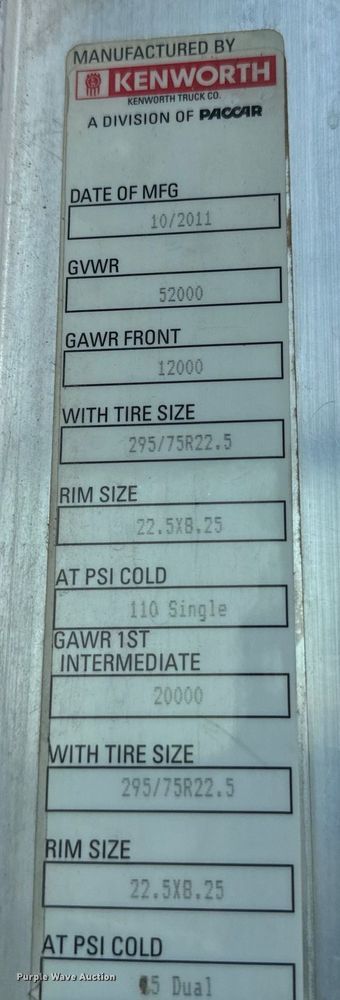 MANUFACTURED BY
KENWORTH
KENWORTH TRUCK CO.
A DIVISION OF PACCAR
DATE OF MFG
10/2011
GVWR
52000
GAWR FRONT
12000
WITH TIRE SIZE
295/75R22.5
RIM SIZE
22.5X8.25
AT PSI COLD
110 Single
GAWR 1ST
INTERMEDIATE
20000
WITH TIRE SIZE
295/75R22.5
RIM SIZE
22.5X8.25
AT PSI COLD
Dual
Purple Wave Auction